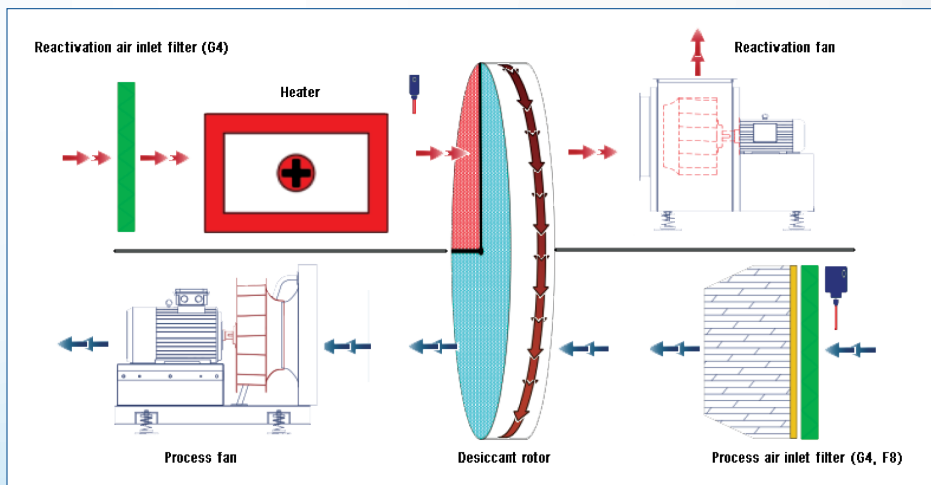 Reactivation air inlet filter (G4)
Reactivation fan
Heater
Process fan
Desiccant rotor
Process air inlet filter (G4, F8)